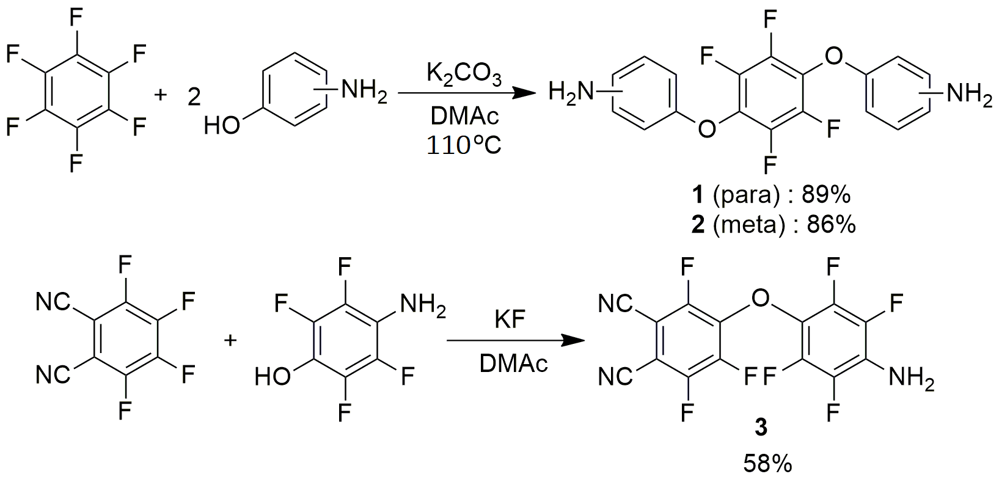 F
F F
F F
F
+ 2
HO NH2
K2CO3
DMAc
110 °C
H2N
F
F
O
O
F
F
NH2
1 (para) : 89%
2 (meta) : 86%
F
NC F
NC F
F
+
F
F NH2
HO F
F
KF
DMAc
F O F
NC F
NC F F NH2
F F
3
58%